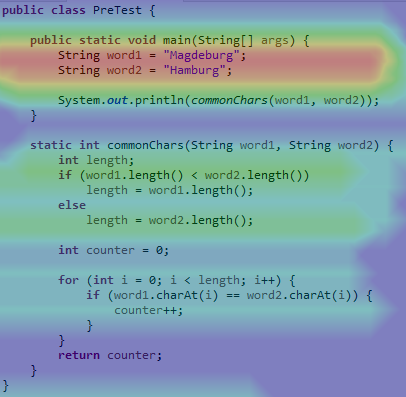 public class PreTest {
public static void main(String[] args) {
String word1 = "Magdeburg";
String word2 = "Hamburg";
System.out.println(commonChars(word1, word2));
}
static int commonChars(String word1, String word2) {
int length;
if (word1.length() < word2.length())
length = word1.length();
else
length = word2.length();
int counter = 0;
for (int i = 0; i < length; i++) {
if (word1.charAt(i) == word2.charAt(i)) {
counter++;
}
}
return counter;
}
}